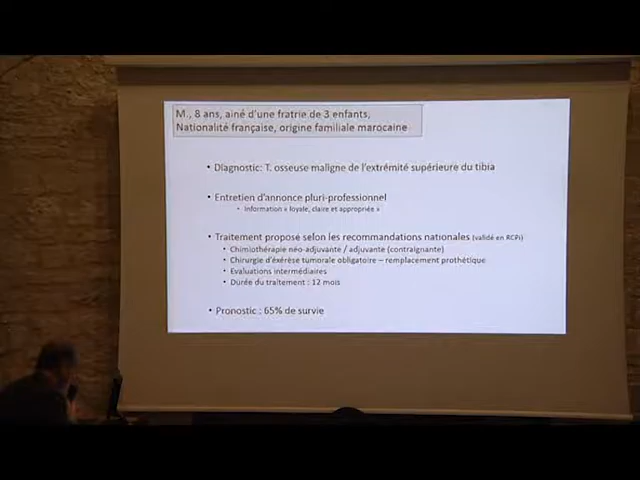 M., 8 ans, ainé d'une fratrie de 3 enfants,
Nationalité française, origine familiale marocaine
• Diagnostic: T. osseuse maligne de l'extrémité supérieure du tibia
• Entretien d'annonce pluri-professionnel
• Information « loyale, claire et appropriée »
• Traitement proposé selon les recommandations nationales (validé en RCPi)
• Chimiothérapie néo-adjuvante / adjuvante (contraignante)
• Chirurgie d'éxérèse tumorale obligatoire – remplacement prothétique
• Evaluations intermédiaires
• Durée du traitement : 12 mois
• Pronostic : 65% de survie